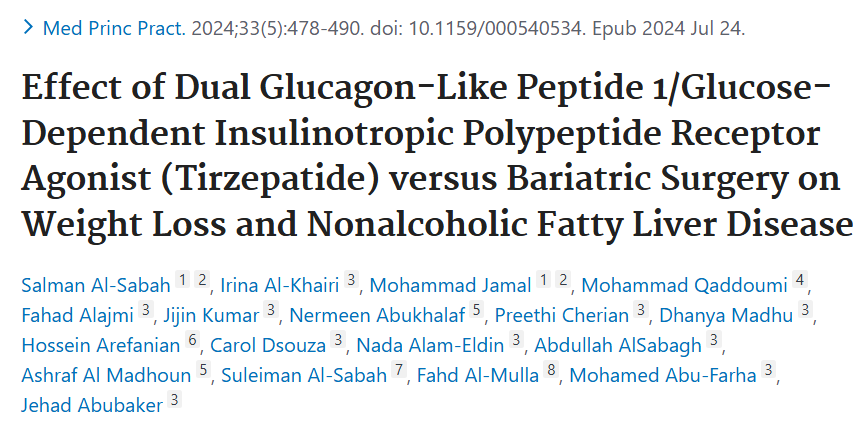 > Med Princ Pract. 2024;33(5):478-490. doi: 10.1159/000540534. Epub 2024 Jul 24.
Effect of Dual Glucagon-Like Peptide 1/Glucose-
Dependent Insulinotropic Polypeptide Receptor
Agonist (Tirzepatide) versus Bariatric Surgery on
Weight Loss and Nonalcoholic Fatty Liver Disease
Salman Al-Sabah 1 2, Irina Al-Khairi 3, Mohammad Jamal 1 2, Mohammad Qaddoumi 4,
Fahad Alajmi 3, Jijin Kumar 3, Nermeen Abukhalaf 5, Preethi Cherian 3, Dhanya Madhu 3,
Hossein Arefanian 6, Carol Dsouza 3, Nada Alam-Eldin 3, Abdullah AlSabagh 3,
Ashraf Al Madhoun 5, Suleiman Al-Sabah 7, Fahd Al-Mulla 8, Mohamed Abu-Farha 3,
Jehad Abubaker 3